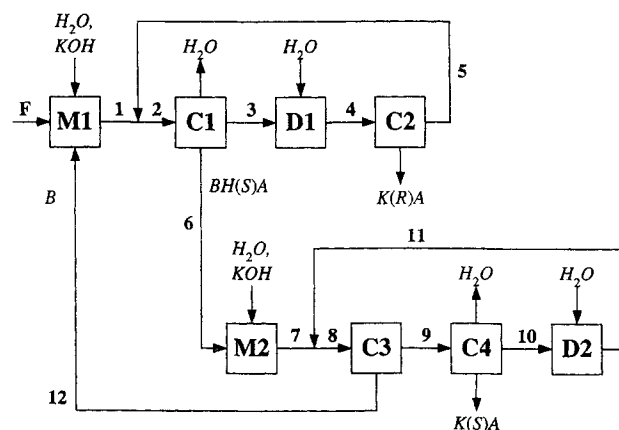 H₂O,
KOH
H₂O
H₂O
5
F
M1
1
2
C1
3
D1
4
C2
B
BH(S)A
K(R)A
6
11
H₂O,
KOH
H₂O
H₂O
M2
7
8
C3
9
C4
10
D2
12
K(S)A